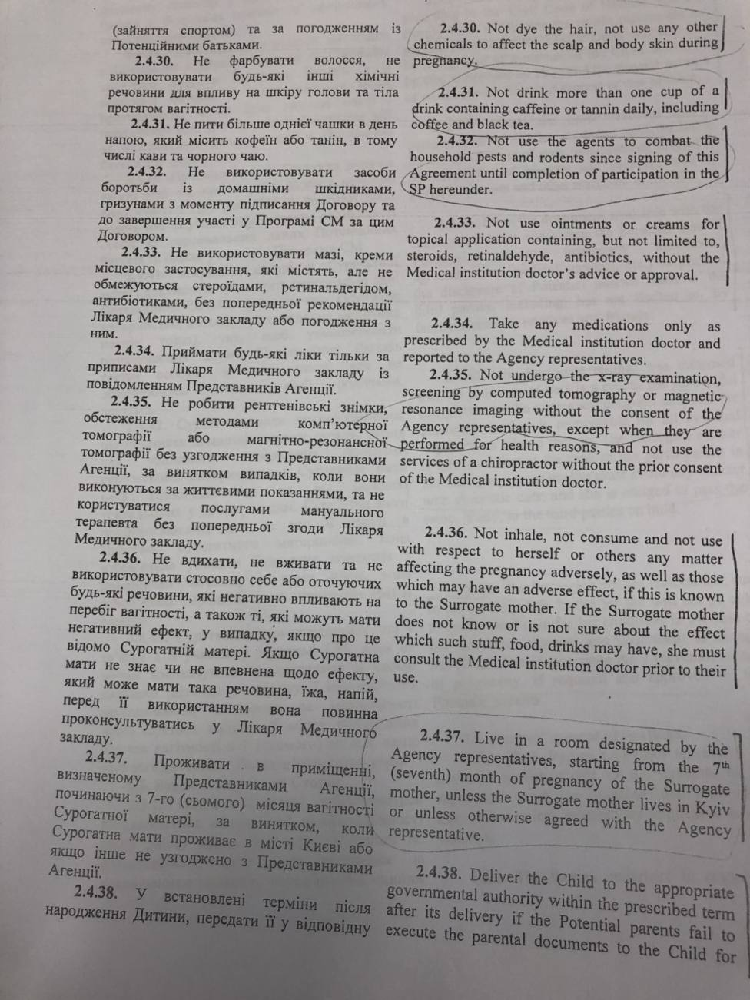 (зайняття спортом) та за погодженням із
Потенційними батьками.
2.4.30. Не фарбувати волосся, не
використовувати будь-які інші хімічні
речовини для впливу на шкіру голови та тіла
протягом вагітності.
2.4.31. Не пити більше однієї чашки в день
напою, який місить кофеїн або танін, в тому
числі кави та чорного чаю.
2.4.32. Не використовувати засоби
боротьби із домашніми шкідниками,
гризунами з моменту підписання Договору та
до завершення участі у Програмі СМ за цим
Договором.
2.4.33. Не використовувати мазі, креми
місцевого застосування, які містять, але не
обмежуються стероїдами, ретинальдегідом,
антибіотиками, без попередньої рекомендації
Лікаря Медичного закладу або погодження з
ним.
2.4.34. Приймати будь-які ліки тільки за
приписами Лікаря Медичного закладу із
повідомленням Представників Агенції.
2.4.35. Не робити рентгенівські знімки,
обстеження методами комп’ютерної
томографії або магнітно-резонансної
томографії без узгодження з Представниками
Агенції, за винятком випадків, коли вони
виконуються за життєвими показаннями, та не
користуватися послугами мануального
терапевта без попередньої згоди Лікаря
Медичного закладу.
2.4.36. Не вдихати, не вживати та не
використовувати стосовно себе або оточуючих
будь-які речовини, які негативно впливають на
перебіг вагітності, а також ті, які можуть мати
негативний ефект, у випадку, якщо про це
відомо Сурогатній матері. Якщо Сурогатна
мати не знає чи не впевнена щодо ефекту,
який може мати така речовина, їжа, напій,
перед її використанням вона повинна
проконсультуватись у Лікаря Медичного
закладу.
2.4.37. Проживати в приміщенні,
визначеному Представниками Агенції,
починаючи з 7-го (сьомого) місяця вагітності
Сурогатної матері, за винятком, коли
Сурогатна мати проживає в місті Києві або
якщо інше не узгоджено з Представниками
Агенції.
2.4.38. У встановлені терміни після
народження Дитини, передати її у відповідну
2.4.30. Not dye the hair, not use any other
chemicals to affect the scalp and body skin during
pregnancy.
2.4.31. Not drink more than one cup of a
drink containing caffeine or tannin daily, including
coffee and black tea.
2.4.32. Not use the agents to combat the
household pests and rodents since signing of this
Agreement until completion of participation in the
SP hereunder.
2.4.33. Not use ointments or creams for
topical application containing, but not limited to,
steroids, retinaldehyde, antibiotics, without the
Medical institution doctor’s advice or approval.
2.4.34. Take any medications only as
prescribed by the Medical institution doctor and
reported to the Agency representatives.
2.4.35. Not undergo the x-ray examination,
screening by computed tomography or magnetic
resonance imaging without the consent of the
Agency representatives, except when they are
performed for health reasons, and not use the
services of a chiropractor without the prior consent
of the Medical institution doctor.
2.4.36. Not inhale, not consume and not use
with respect to herself or others any matter
affecting the pregnancy adversely, as well as those
which may have an adverse effect, if this is known
to the Surrogate mother. If the Surrogate mother
does not know or is not sure about the effect
which such stuff, food, drinks may have, she must
consult the Medical institution doctor prior to their
use.
2.4.37. Live in a room designated by the
Agency representatives, starting from the 7th
(seventh) month of pregnancy of the Surrogate
mother, unless the Surrogate mother lives in Kyiv
or unless otherwise agreed with the Agency
representative.
2.4.38. Deliver the Child to the appropriate
governmental authority within the prescribed term
after its delivery if the Potential parents fail to
execute the parental documents to the Child for